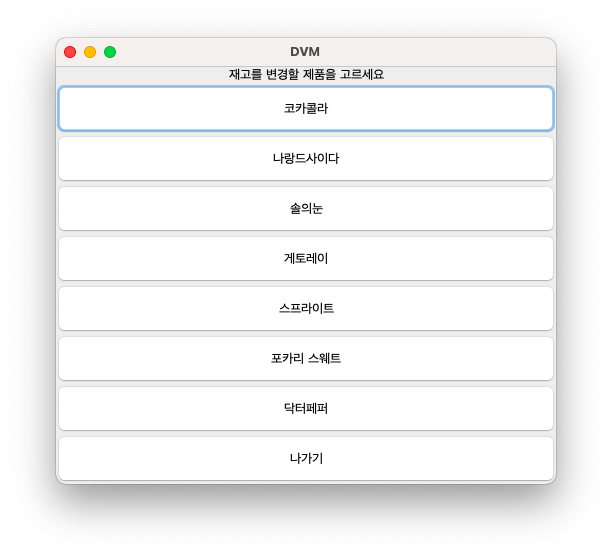 DVM
재고를 변경할 제품을 고르세요
코카콜라
나랑드사이다
솔의눈
게토레이
스프라이트
포카리 스웨트
닥터페퍼
나가기